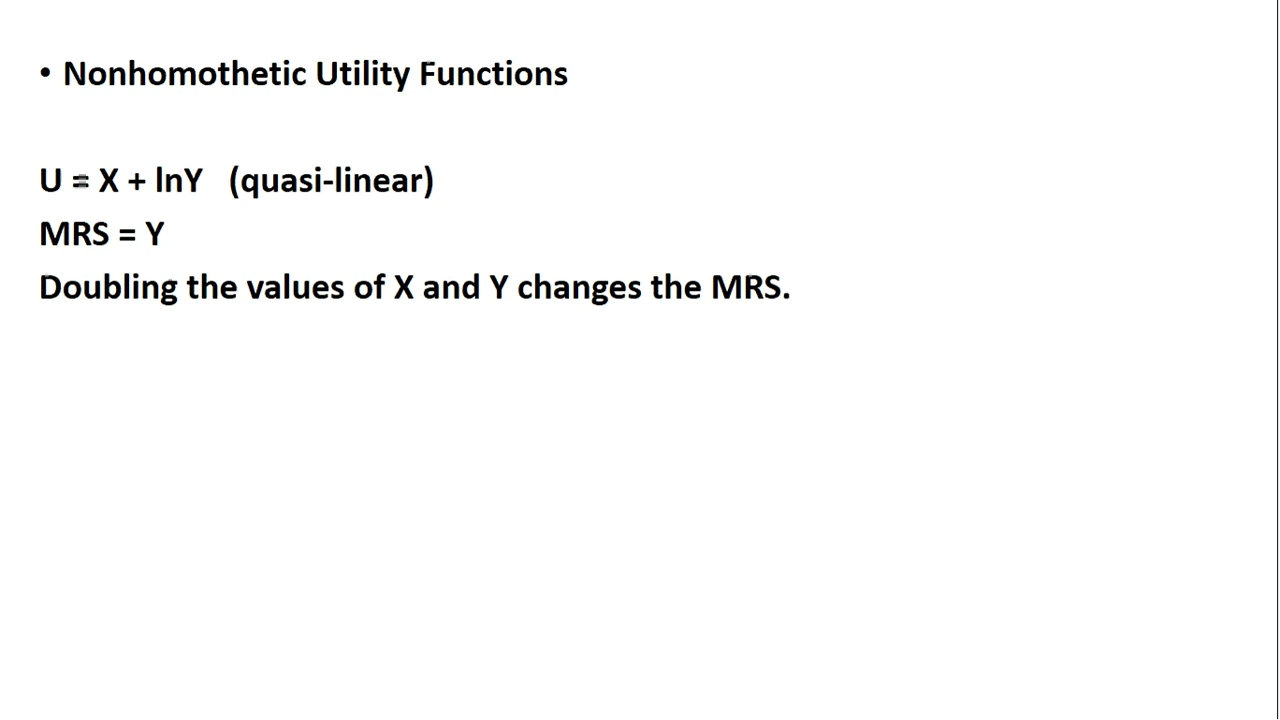 • Nonhomothetic Utility Functions
U = X + lnY (quasi-linear)
MRS = Y
Doubling the values of X and Y changes the MRS.